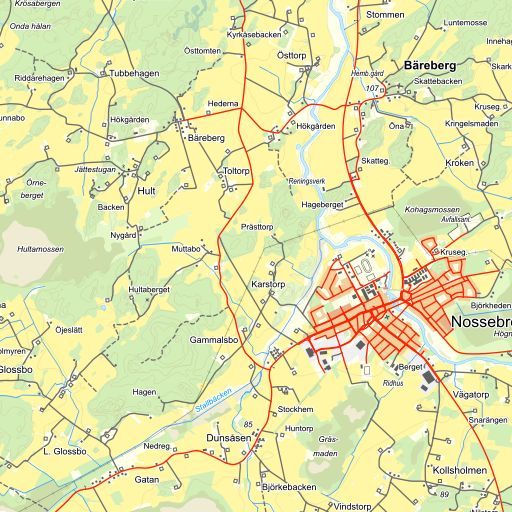 Krösabergen
Onda hålan
Kyrkasebacken
Stommen
Luntemosse
Östtomten
Östtorp
Hemb.gård
Bäreberg
Skattebacken
Riddarehagen
Tubbehagen
107
Hederna
Hökgården
Hökgården
Öna
Kringelsmaden
Bäreberg
Skatteg.
Kroken
Jättestugan
Toltorp
Reningsverk
Örne-
berget
Hult
Backen
Hageberget
Kohagsmossen
Avfallsan.
Nygård
Prästtorp
Hultamossen
Muttabo
Kruseg.
Hultaberget
Karstorp
Björkheden
Öjeslätt
Nossebro
Gammalsbo
Glossbo
Hagen
Stallbäcken
Berget
Ridhus
Vägatorp
Stockhem
Snarängen
85
Huntorp
Dunsåsen
Gräs-
maden
L. Glossbo
Nedreg.
Gatan
Kollsholmen
Björkebacken
89
Vindstorp